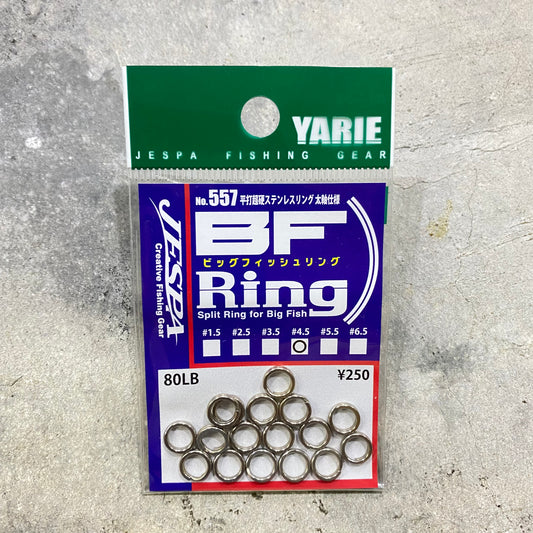 YARIE
JESPA FISHING GEAR
No.557 平打超硬ステンレスリング 太軸仕様
BF
ビッグフィッシュリング
Ring
Split Ring for Big Fish
JESPA
Creative Fishing Gear
#1.5 #2.5 #3.5 #4.5 #5.5 #6.5
80LB ¥250